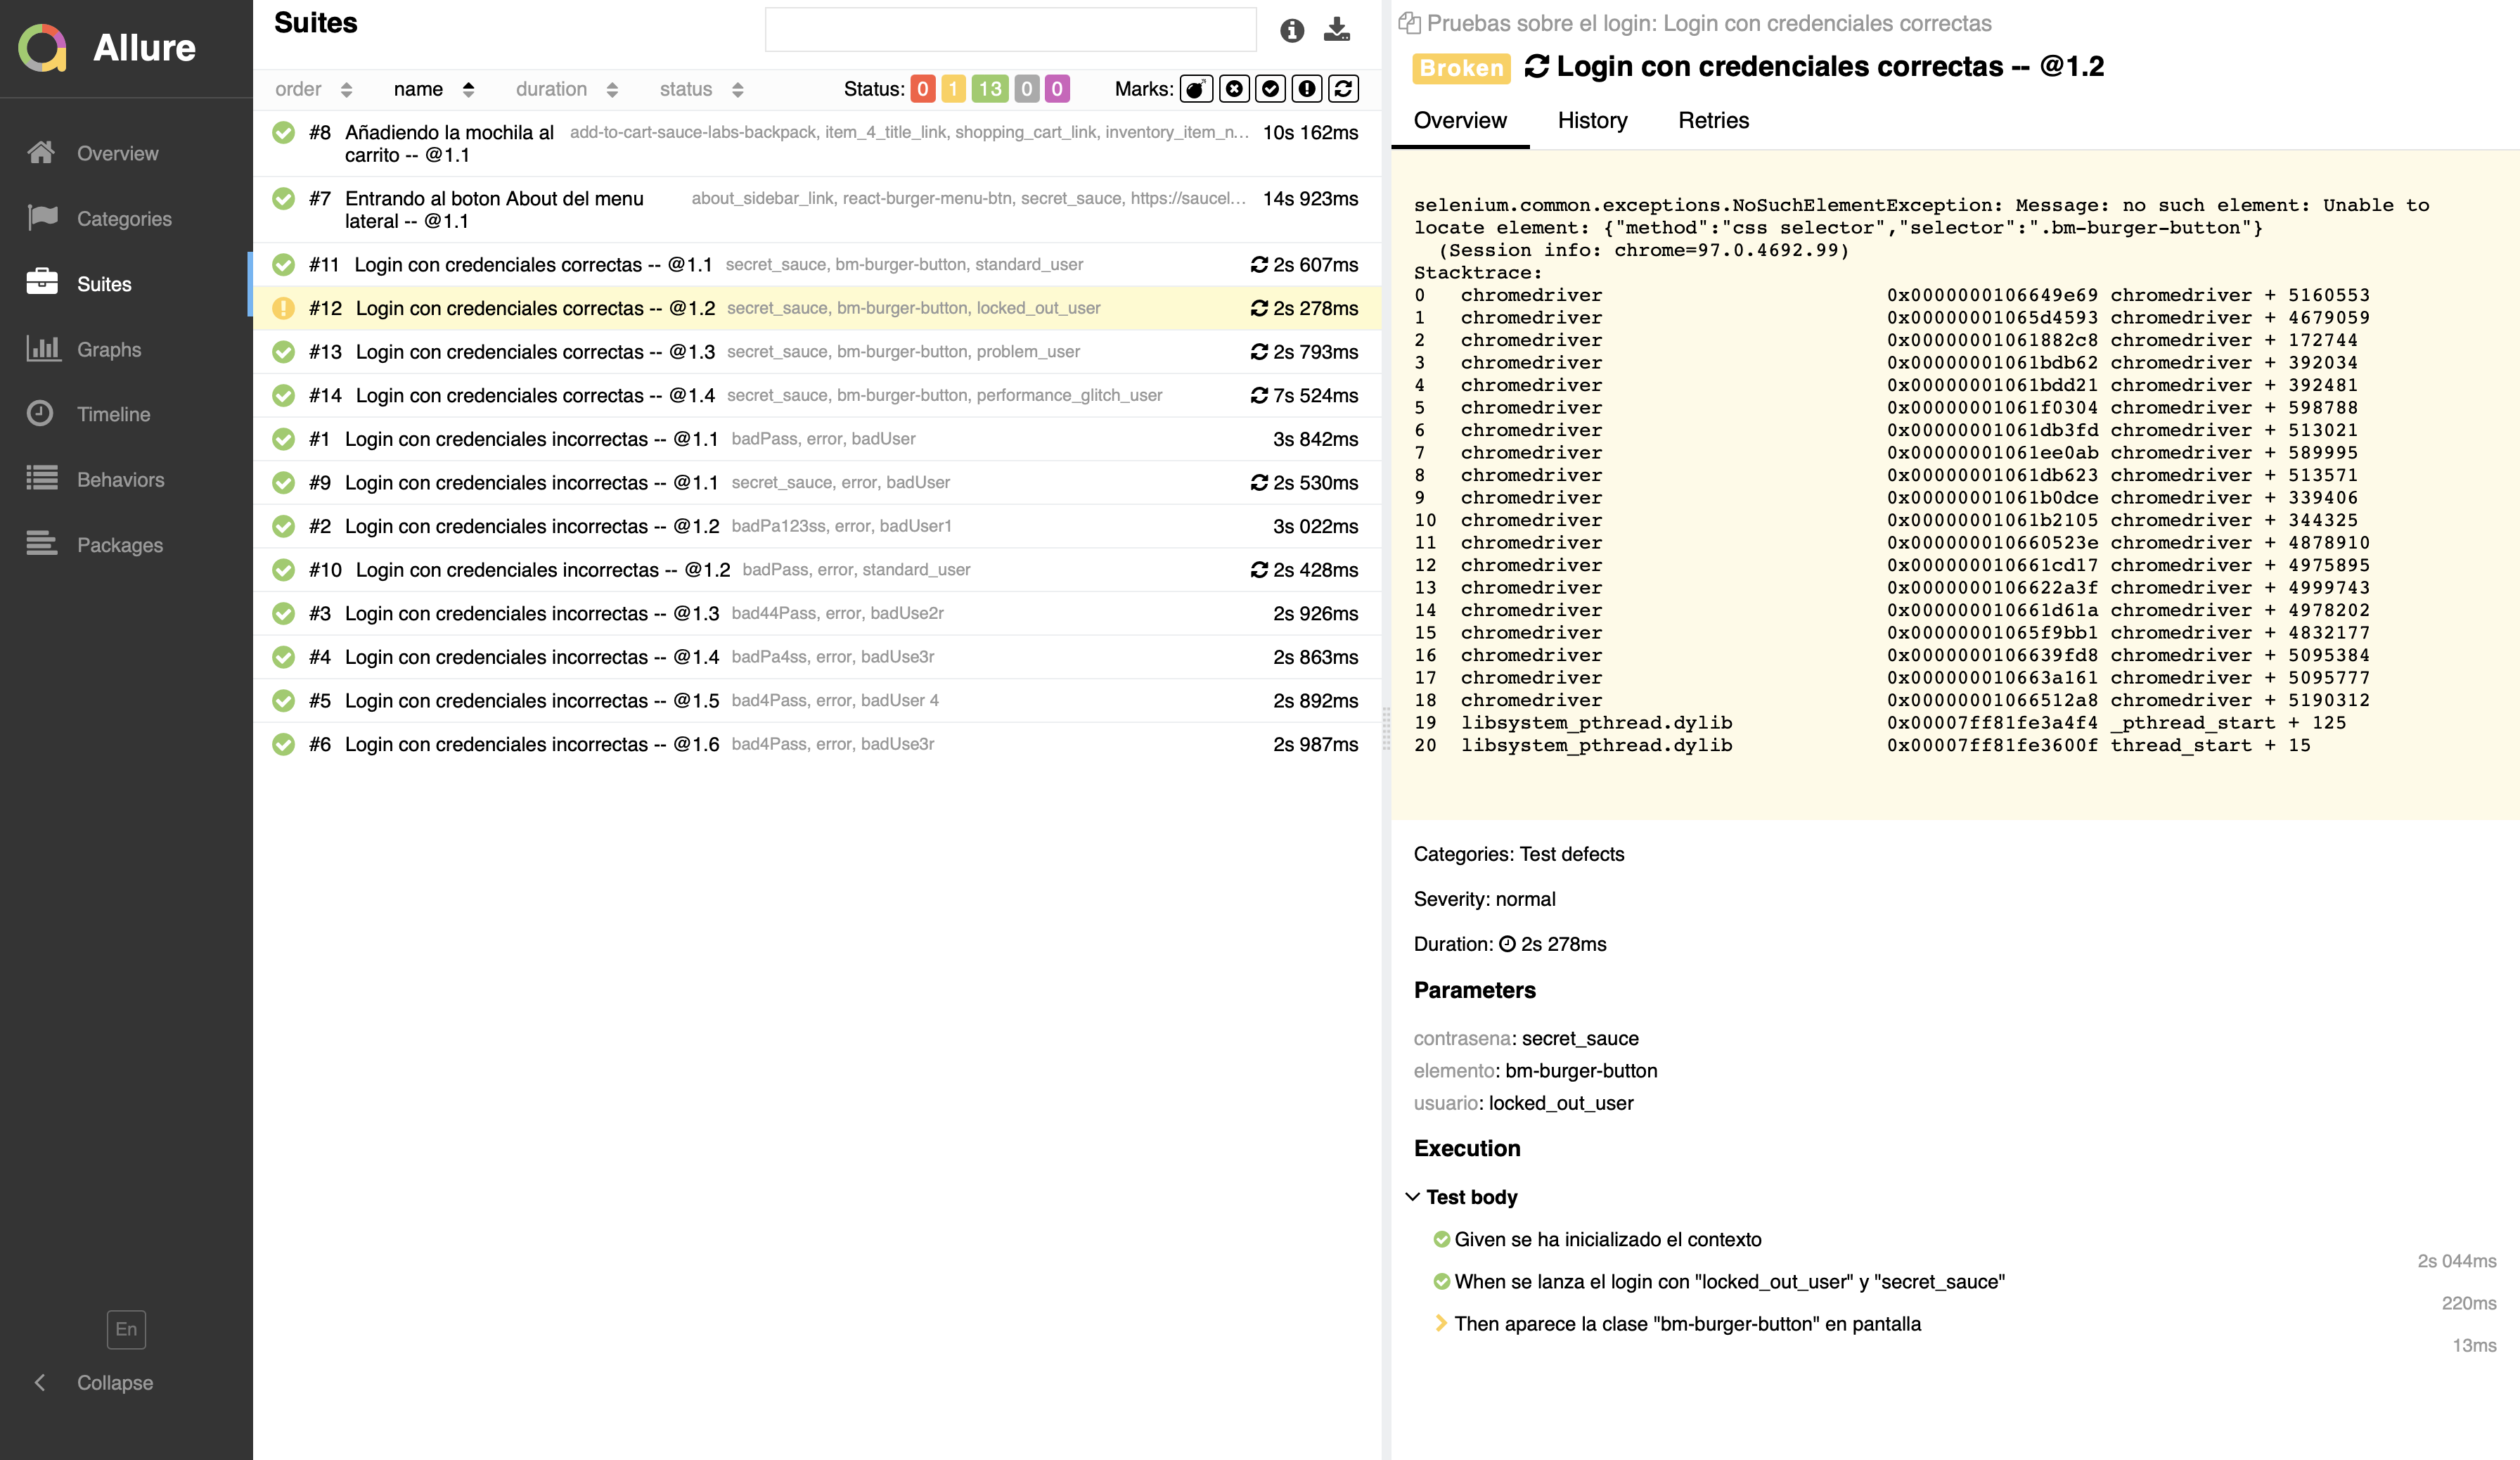 Allure
Overview
Categories
Suites
Graphs
Timeline
Behaviors
Packages
En
Collapse
Suites
order name duration status Status: 0 1 13 0 0 Marks:
#8 Añadiendo la mochila al carrito -- @1.1 add-to-cart-sauce-labs-backpack, item_4_title_link, shopping_cart_link, inventory_item_n... 10s 162ms
#7 Entrando al boton About del menu lateral -- @1.1 about_sidebar_link, react-burger-menu-btn, secret_sauce, https://saucel... 14s 923ms
#11 Login con credenciales correctas -- @1.1 secret_sauce, bm-burger-button, standard_user 2s 607ms
#12 Login con credenciales correctas -- @1.2 secret_sauce, bm-burger-button, locked_out_user 2s 278ms
#13 Login con credenciales correctas -- @1.3 secret_sauce, bm-burger-button, problem_user 2s 793ms
#14 Login con credenciales correctas -- @1.4 secret_sauce, bm-burger-button, performance_glitch_user 7s 524ms
#1 Login con credenciales incorrectas -- @1.1 badPass, error, badUser 3s 842ms
#9 Login con credenciales incorrectas -- @1.1 secret_sauce, error, badUser 2s 530ms
#2 Login con credenciales incorrectas -- @1.2 badPa123ss, error, badUser1 3s 022ms
#10 Login con credenciales incorrectas -- @1.2 badPass, error, standard_user 2s 428ms
#3 Login con credenciales incorrectas -- @1.3 bad44Pass, error, badUse2r 2s 926ms
#4 Login con credenciales incorrectas -- @1.4 badPa4ss, error, badUse3r 2s 863ms
#5 Login con credenciales incorrectas -- @1.5 bad4Pass, error, badUser 4 2s 892ms
#6 Login con credenciales incorrectas -- @1.6 bad4Pass, error, badUse3r 2s 987ms
Pruebas sobre el login: Login con credenciales correctas
Broken Login con credenciales correctas -- @1.2
Overview History Retries
selenium.common.exceptions.NoSuchElementException: Message: no such element: Unable to
locate element: {"method":"css selector","selector":".bm-burger-button"}
(Session info: chrome=97.0.4692.99)
Stacktrace:
0 chromedriver 0x0000000106649e69 chromedriver + 5160553
1 chromedriver 0x00000001065d4593 chromedriver + 4679059
2 chromedriver 0x00000001061882c8 chromedriver + 172744
3 chromedriver 0x00000001061bdb62 chromedriver + 392034
4 chromedriver 0x00000001061bdd21 chromedriver + 392481
5 chromedriver 0x00000001061f0304 chromedriver + 598788
6 chromedriver 0x00000001061db3fd chromedriver + 513021
7 chromedriver 0x00000001061ee0ab chromedriver + 589995
8 chromedriver 0x00000001061db623 chromedriver + 513571
9 chromedriver 0x00000001061b0dce chromedriver + 339406
10 chromedriver 0x00000001061b2105 chromedriver + 344325
11 chromedriver 0x000000010660523e chromedriver + 4878910
12 chromedriver 0x000000010661cd17 chromedriver + 4975895
13 chromedriver 0x0000000106622a3f chromedriver + 4999743
14 chromedriver 0x000000010661d61a chromedriver + 4978202
15 chromedriver 0x00000001065f9bb1 chromedriver + 4832177
16 chromedriver 0x0000000106639fd8 chromedriver + 5095384
17 chromedriver 0x000000010663a161 chromedriver + 5095777
18 chromedriver 0x00000001066512a8 chromedriver + 5190312
19 libsystem_pthread.dylib 0x00007ff81fe3a4f4 _pthread_start + 125
20 libsystem_pthread.dylib 0x00007ff81fe3600f thread_start + 15
Categories: Test defects
Severity: normal
Duration: 2s 278ms
Parameters
contrasena: secret_sauce
elemento: bm-burger-button
usuario: locked_out_user
Execution
Test body
Given se ha inicializado el contexto
2s 044ms
When se lanza el login con "locked_out_user" y "secret_sauce"
220ms
Then aparece la clase "bm-burger-button" en pantalla
13ms